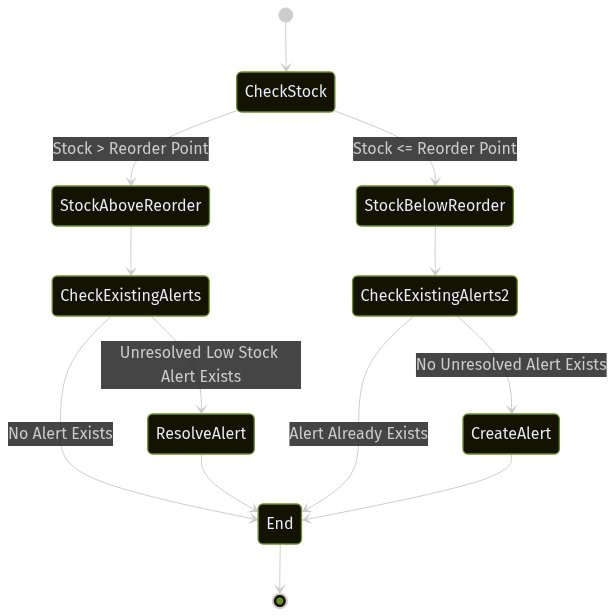 CheckStock
Stock > Reorder Point
Stock <= Reorder Point
StockAboveReorder
StockBelowReorder
CheckExistingAlerts
CheckExistingAlerts2
Unresolved Low Stock
Alert Exists
No Unresolved Alert Exists
No Alert Exists
ResolveAlert
Alert Already Exists
CreateAlert
End